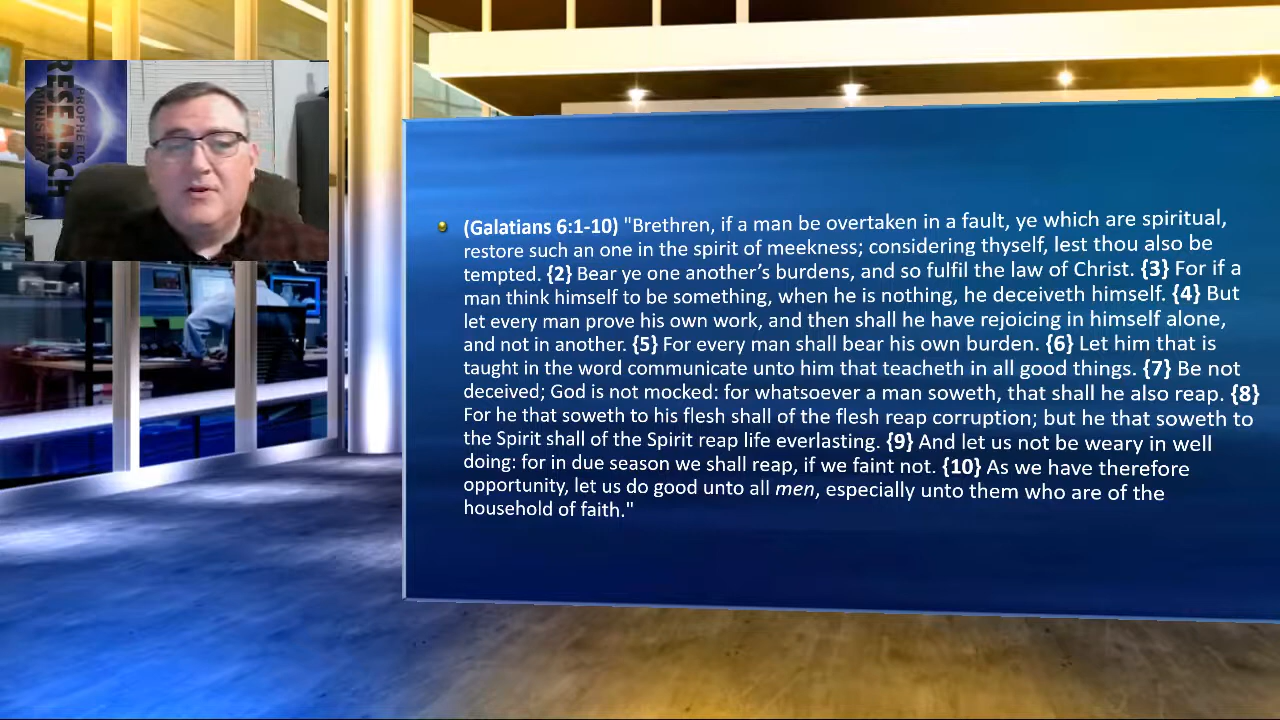 PROPHETIC
RESEARCH
MINISTRY
(Galatians 6:1-10) "Brethren, if a man be overtaken in a fault, ye which are spiritual,
restore such an one in the spirit of meekness; considering thyself, lest thou also be
tempted. {2} Bear ye one another’s burdens, and so fulfil the law of Christ. {3} For if a
man think himself to be something, when he is nothing, he deceiveth himself. {4} But
let every man prove his own work, and then shall he have rejoicing in himself alone,
and not in another. {5} For every man shall bear his own burden. {6} Let him that is
taught in the word communicate unto him that teacheth in all good things. {7} Be not
deceived; God is not mocked: for whatsoever a man soweth, that shall he also reap. {8}
For he that soweth to his flesh shall of the flesh reap corruption; but he that soweth to
the Spirit shall of the Spirit reap life everlasting. {9} And let us not be weary in well
doing: for in due season we shall reap, if we faint not. {10} As we have therefore
opportunity, let us do good unto all men, especially unto them who are of the
household of faith."